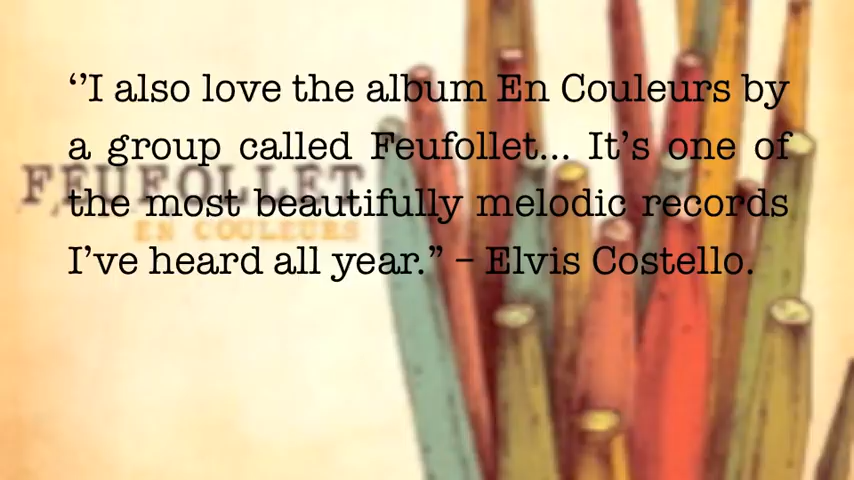 ‘’I also love the album En Couleurs by
a group called Feufollet... It’s one of
the most beautifully melodic records
I’ve heard all year.” – Elvis Costello.
FEUFOLLET
EN COULEURS